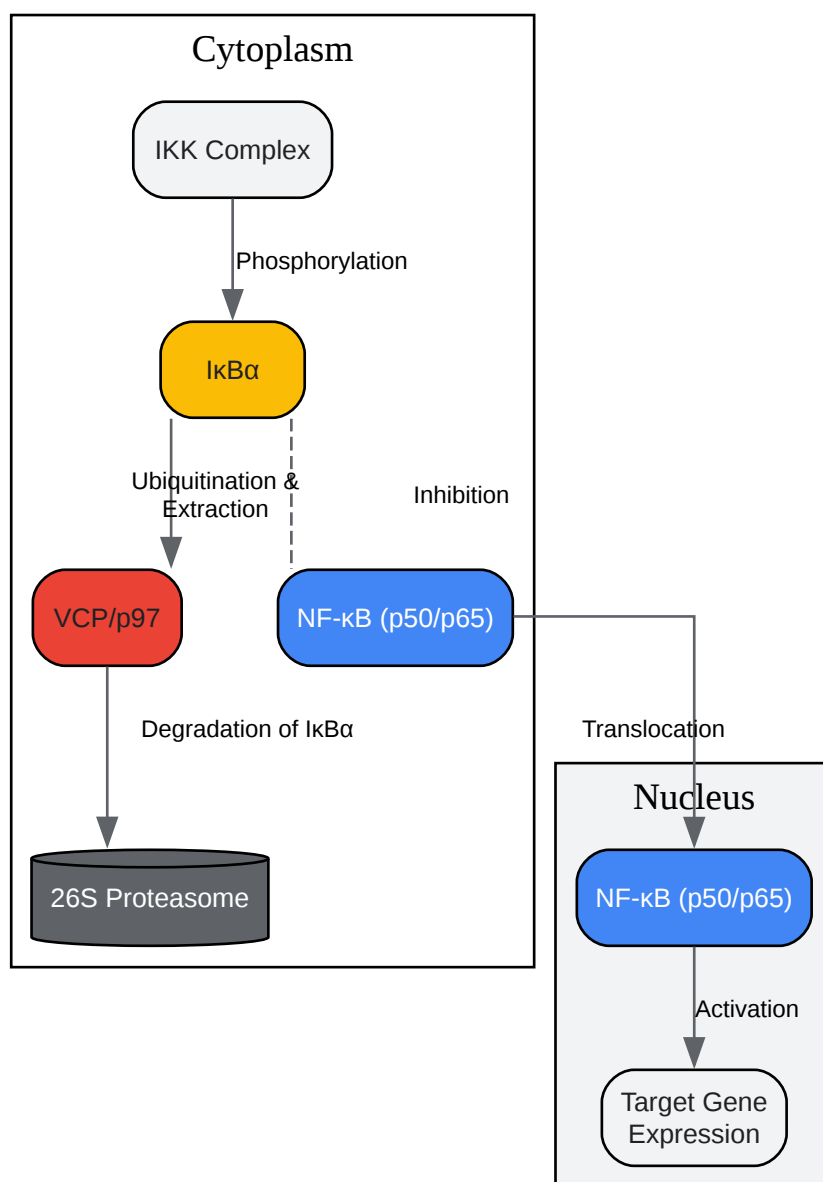 Cytoplasm
IKK Complex
Phosphorylation
IκBα
Ubiquitination &
Extraction
Inhibition
VCP/p97
NF-κB (p50/p65)
Degradation of IκBα
Translocation
26S Proteasome
Nucleus
NF-κB (p50/p65)
Activation
Target Gene
Expression